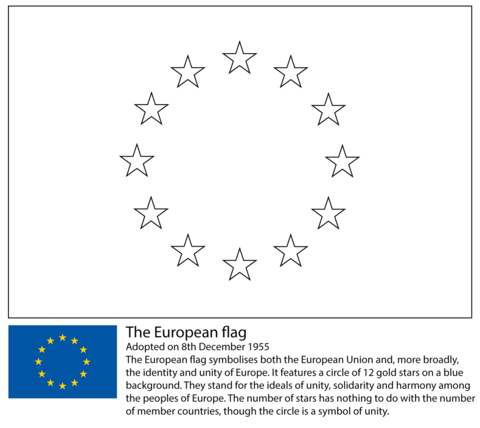 The European flag
Adopted on 8th December 1955
The European flag symbolises both the European Union and, more broadly,
the identity and unity of Europe. It features a circle of 12 gold stars on a blue
background. They stand for the ideals of unity, solidarity and harmony among
the peoples of Europe. The number of stars has nothing to do with the number
of member countries, though the circle is a symbol of unity.